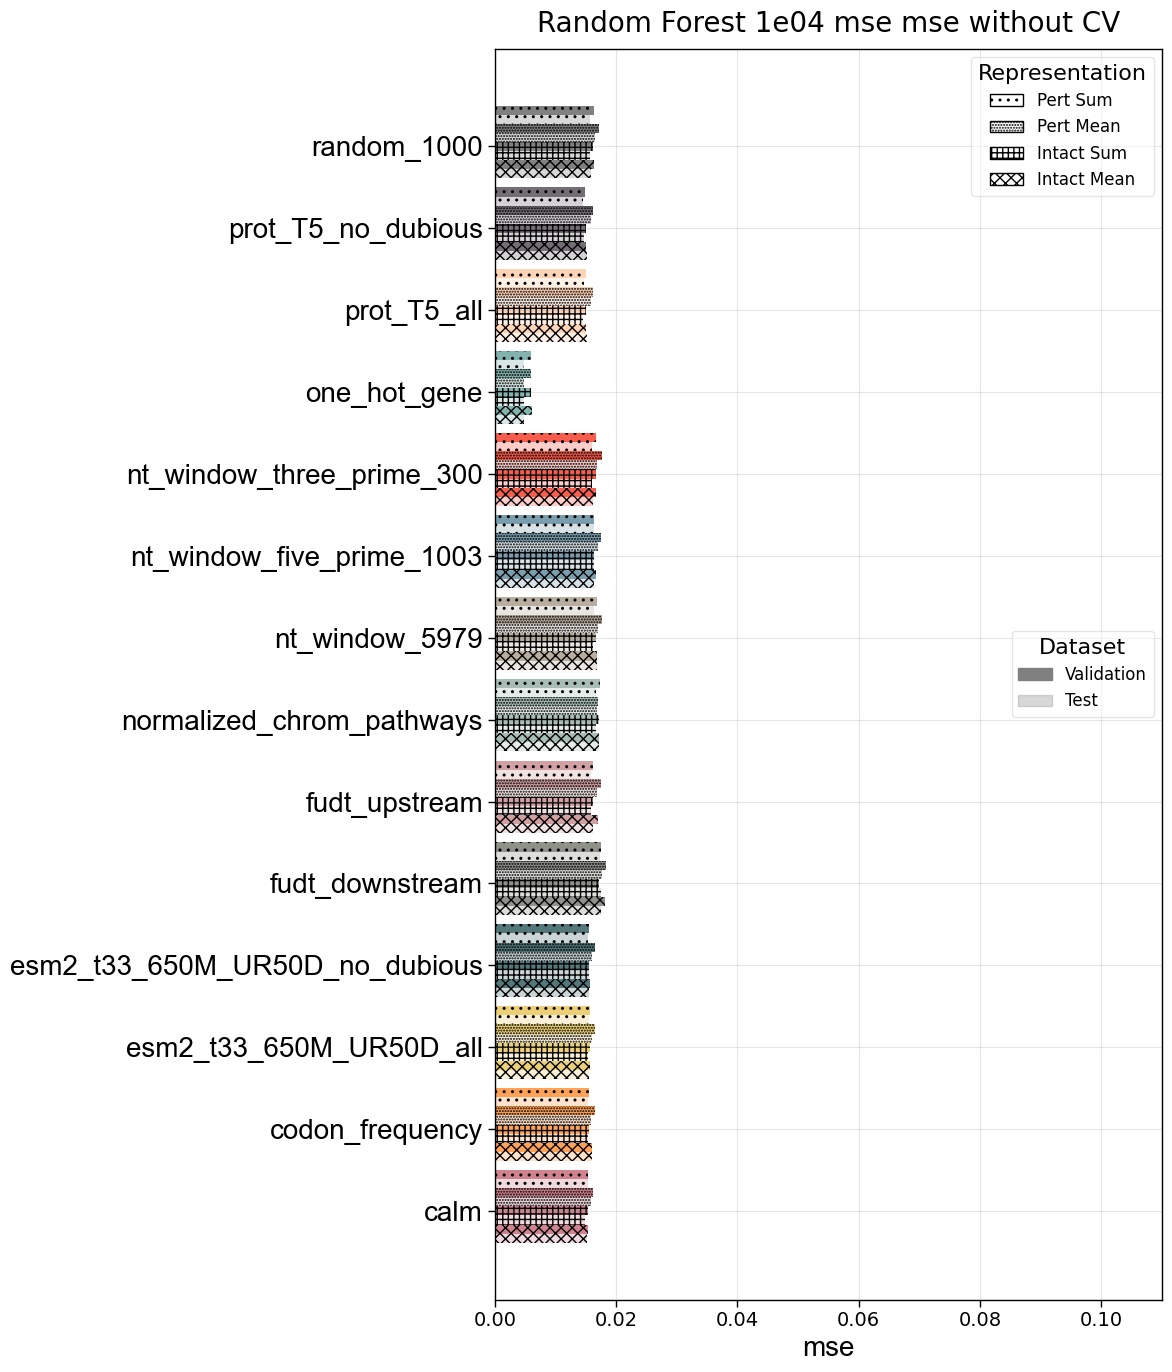 Random Forest 1e04 mse mse without CV
Representation
Pert Sum
Pert Mean
Intact Sum
Intact Mean
random_1000
prot_T5_no_dubious
prot_T5_all
one_hot_gene
nt_window_three_prime_300
nt_window_five_prime_1003
nt_window_5979
Dataset
Validation
Test
normalized_chrom_pathways
fudt_upstream
fudt_downstream
esm2_t33_650M_UR50D_no_dubious
esm2_t33_650M_UR50D_all
codon_frequency
calm
0.00 0.02 0.04 0.06 0.08 0.10
mse